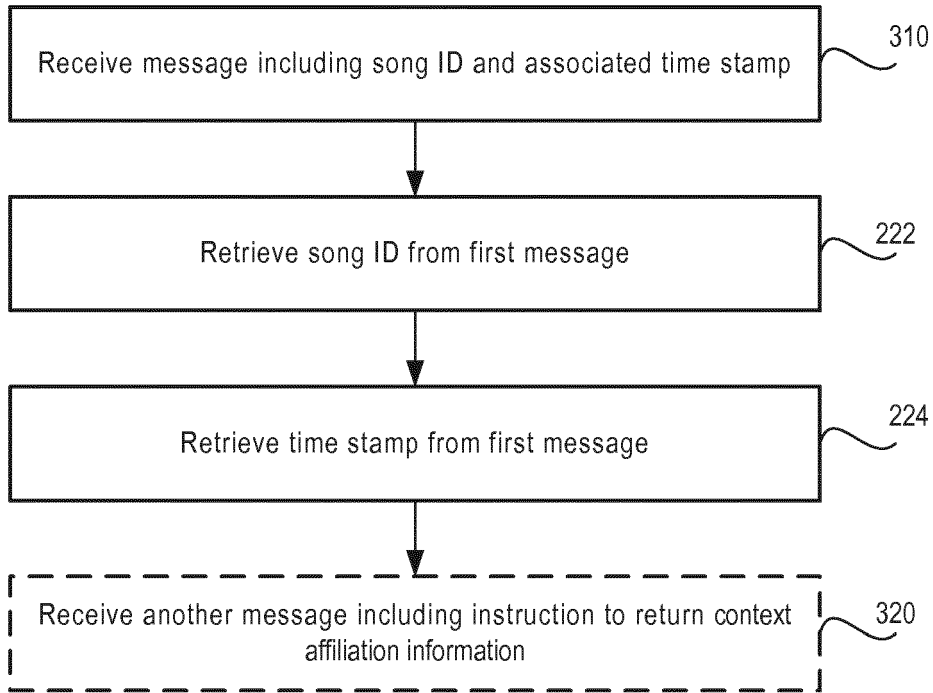 Receive message including song ID and associated time stamp
310
Retrieve song ID from first message
222
Retrieve time stamp from first message
224
Receive another message including instruction to return context
affiliation information
320